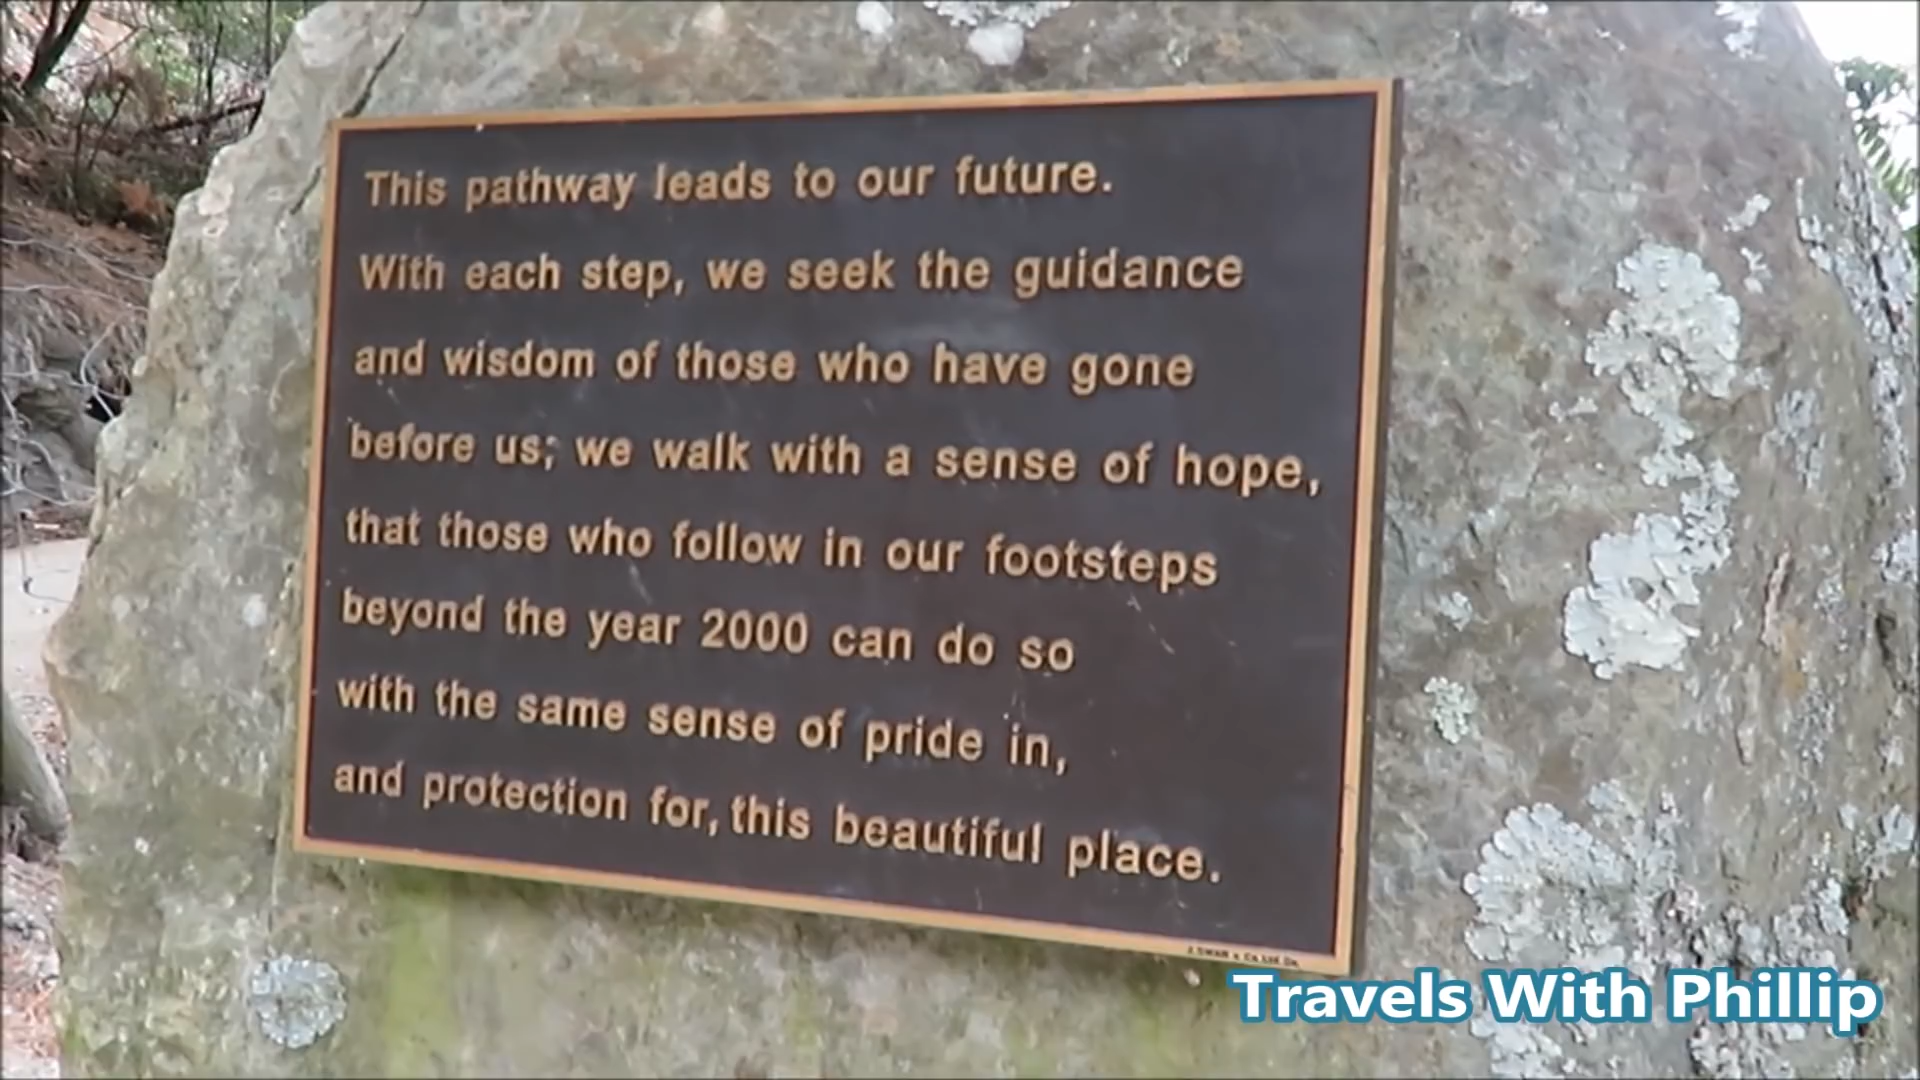 This pathway leads to our future.
With each step, we seek the guidance
and wisdom of those who have gone
before us; we walk with a sense of hope,
that those who follow in our footsteps
beyond the year 2000 can do so
with the same sense of pride in,
and protection for, this beautiful place.
Travels With Phillip